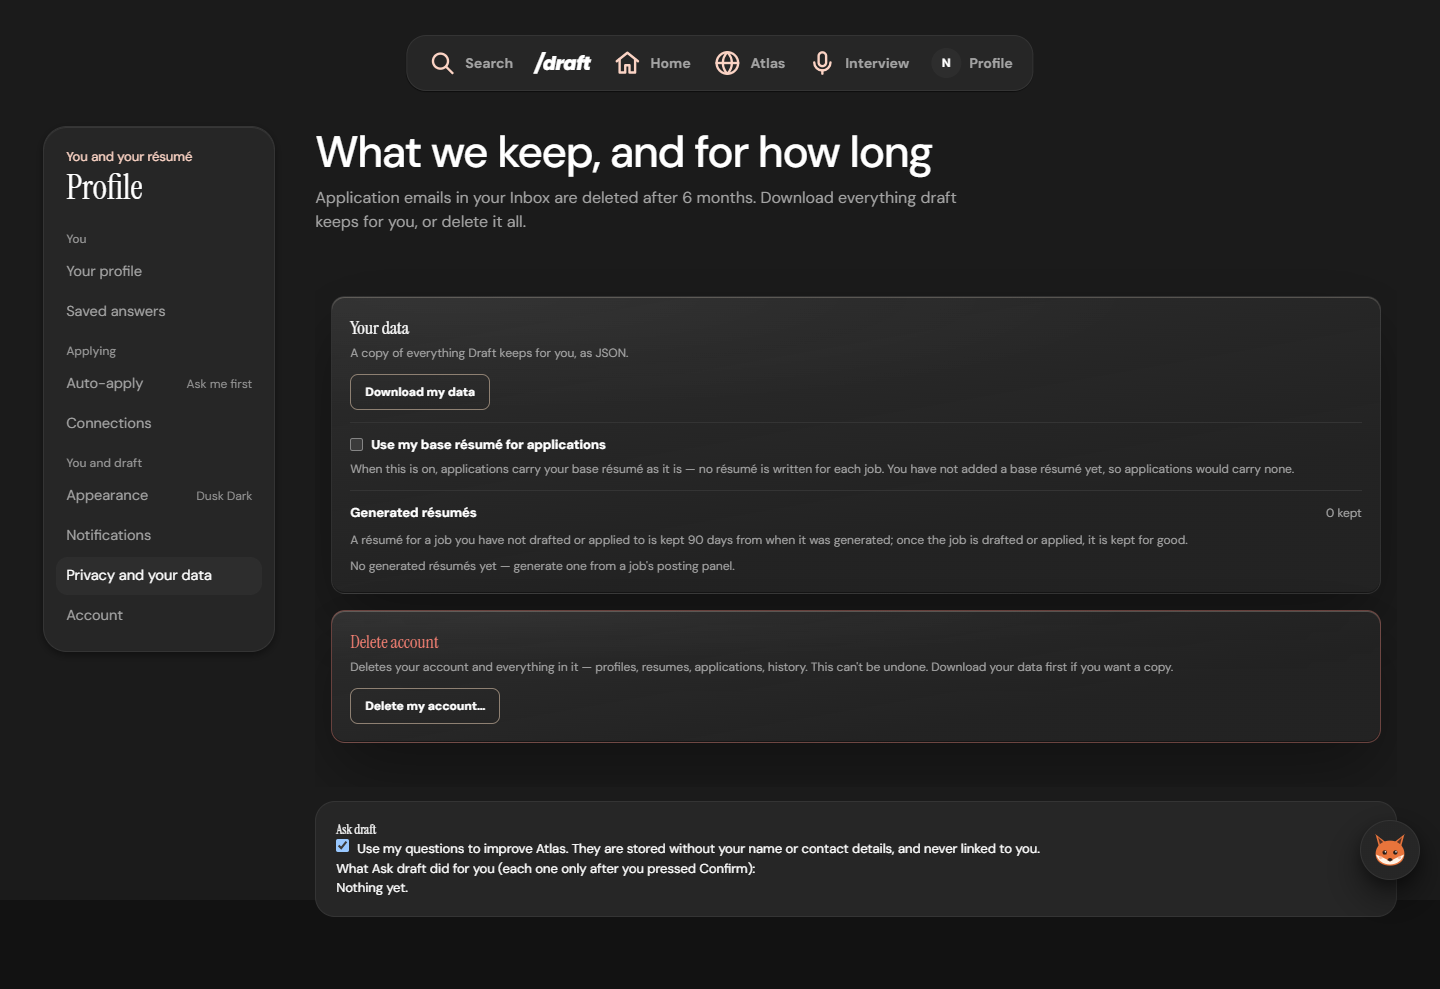 Search
/draft
Home
Atlas
Interview
N
Profile
You and your résumé
Profile
You
Your profile
Saved answers
Applying
Auto-apply Ask me first
Connections
You and draft
Appearance Dusk Dark
Notifications
Privacy and your data
Account
What we keep, and for how long
Application emails in your Inbox are deleted after 6 months. Download everything draft
keeps for you, or delete it all.
Your data
A copy of everything Draft keeps for you, as JSON.
Download my data
Use my base résumé for applications
When this is on, applications carry your base résumé as it is — no résumé is written for each job. You have not added a base résumé yet, so applications would carry none.
Generated résumés 0 kept
A résumé for a job you have not drafted or applied to is kept 90 days from when it was generated; once the job is drafted or applied, it is kept for good.
No generated résumés yet — generate one from a job's posting panel.
Delete account
Deletes your account and everything in it — profiles, resumes, applications, history. This can't be undone. Download your data first if you want a copy.
Delete my account...
Ask draft
Use my questions to improve Atlas. They are stored without your name or contact details, and never linked to you.
What Ask draft did for you (each one only after you pressed Confirm):
Nothing yet.